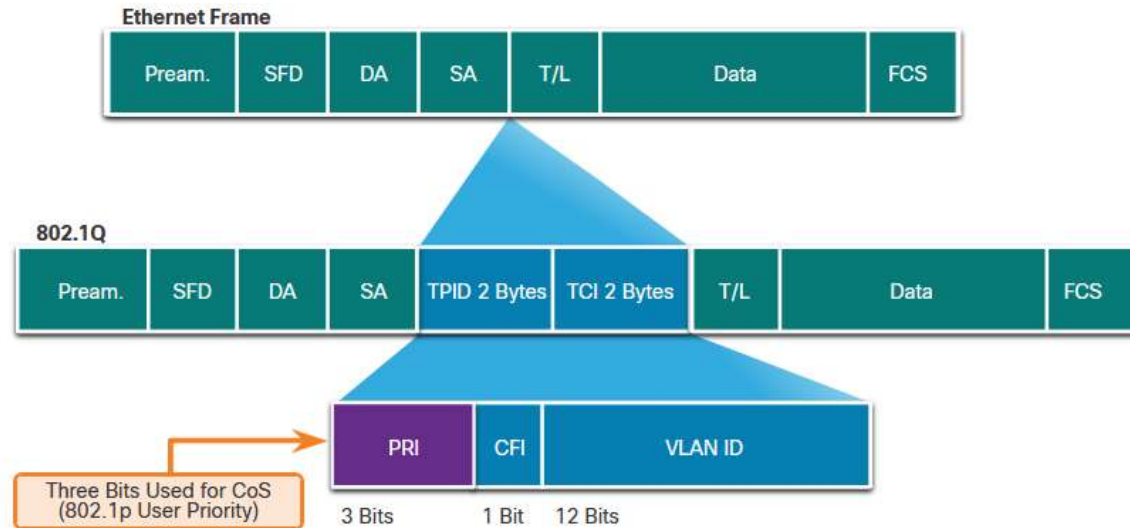 Ethernet Frame
Pream. SFD DA SA T/L Data FCS
802.1Q
Pream. SFD DA SA TPID 2 Bytes TCI 2 Bytes T/L Data FCS
PRI CFI VLAN ID
Three Bits Used for CoS
(802.1p User Priority)
3 Bits 1 Bit 12 Bits